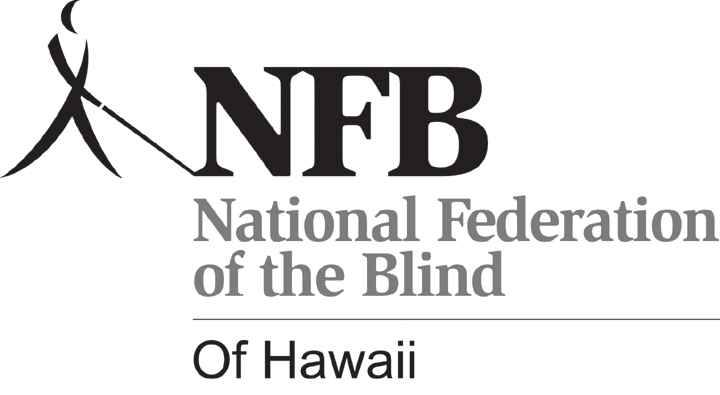 NFB
National Federation
of the Blind
Of Hawaii